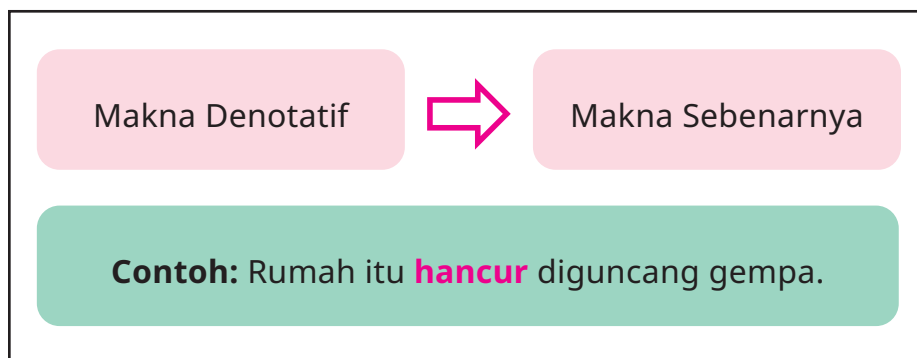 Makna Denotatif
Makna Sebenarnya
Contoh: Rumah itu hancur diguncang gempa.